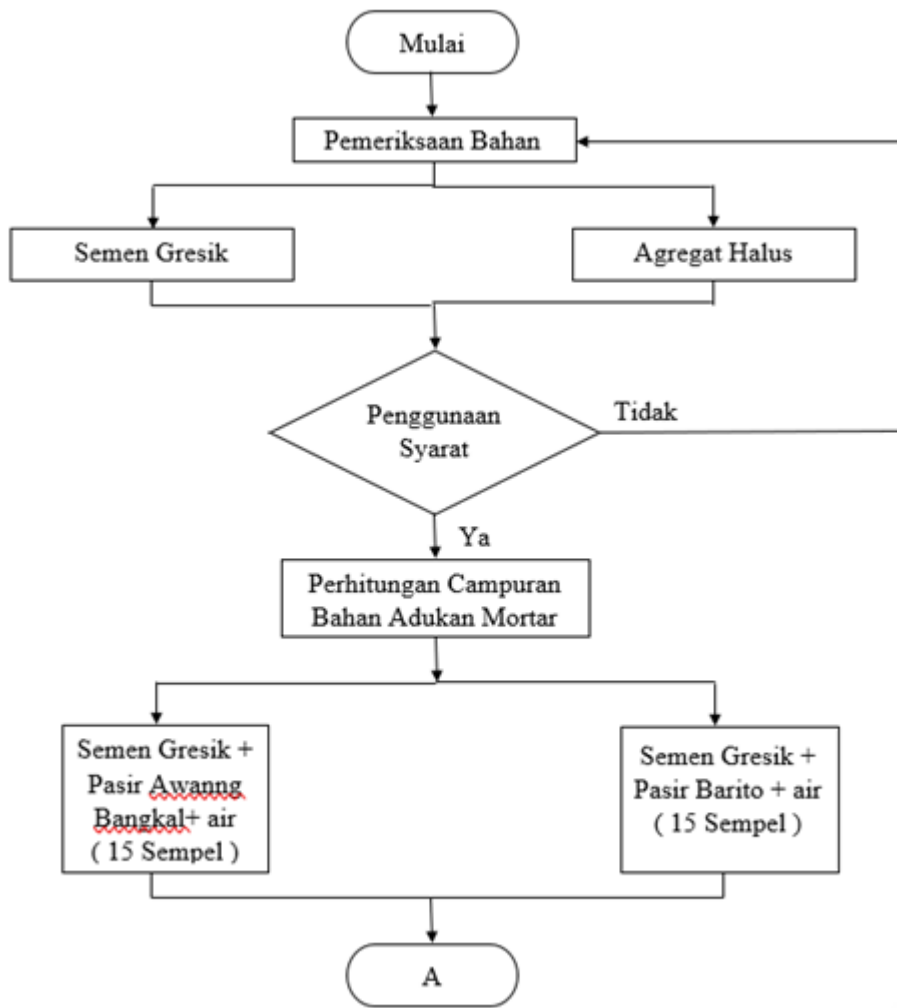 Mulai
Pemeriksaan Bahan
Semen Gresik
Agregat Halus
Penggunaan
Syarat
Tidak
Ya
Perhitungan Campuran
Bahan Adukan Mortar
Semen Gresik +
Pasir Awanng
Bangkal+ air
( 15 Sempel )
Semen Gresik +
Pasir Barito + air
( 15 Sempel )
A